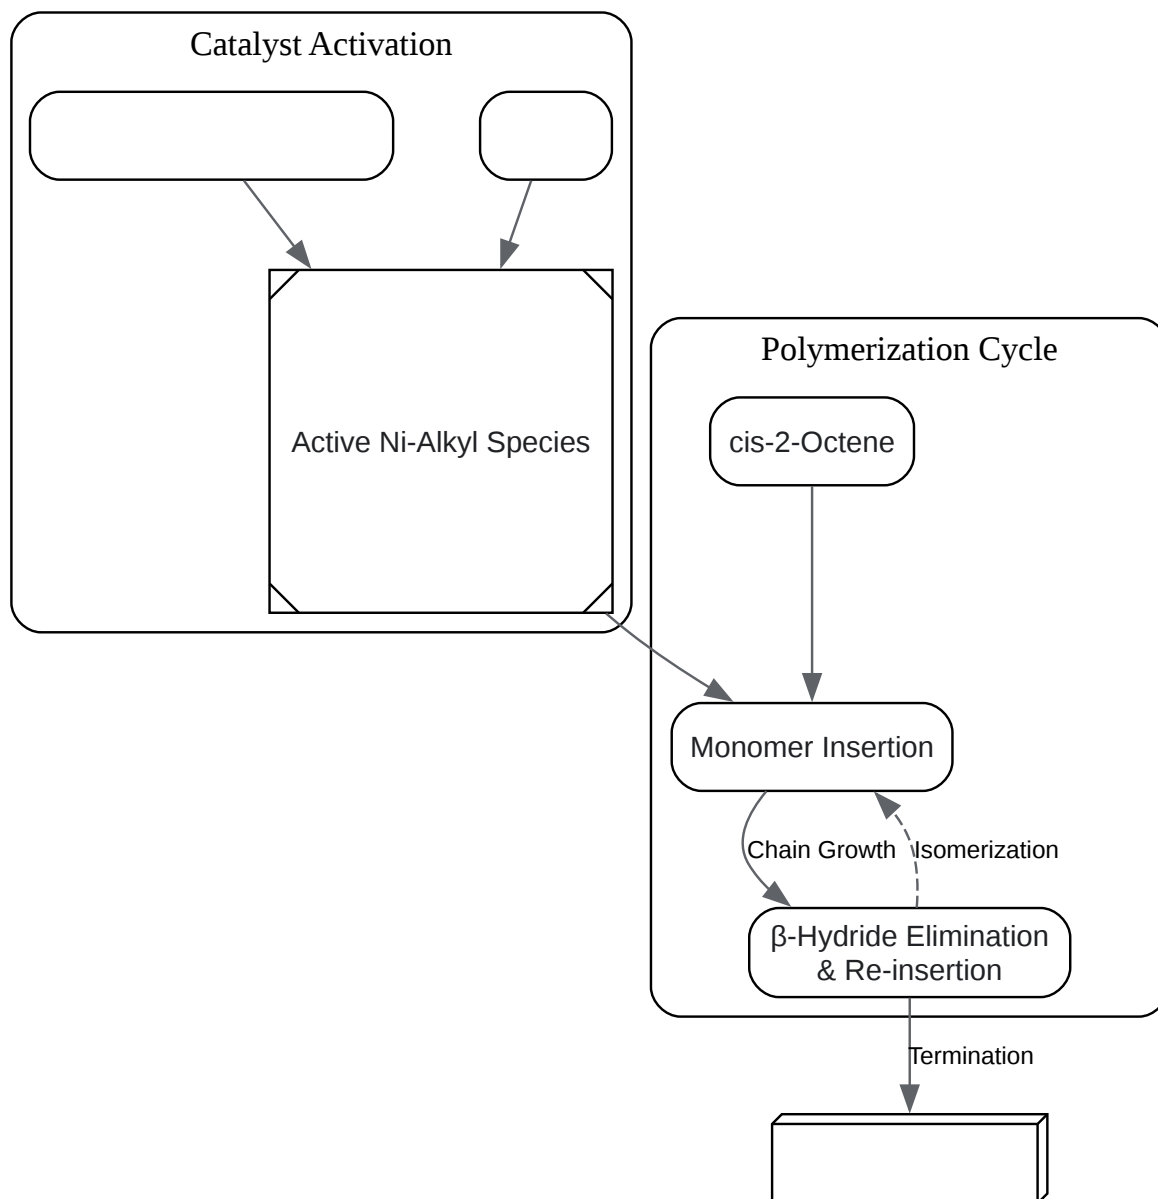 Catalyst Activation
Active Ni-Alkyl Species
Polymerization Cycle
cis-2-Octene
Monomer Insertion
Chain Growth
Isomerization
β-Hydride Elimination
& Re-insertion
Termination